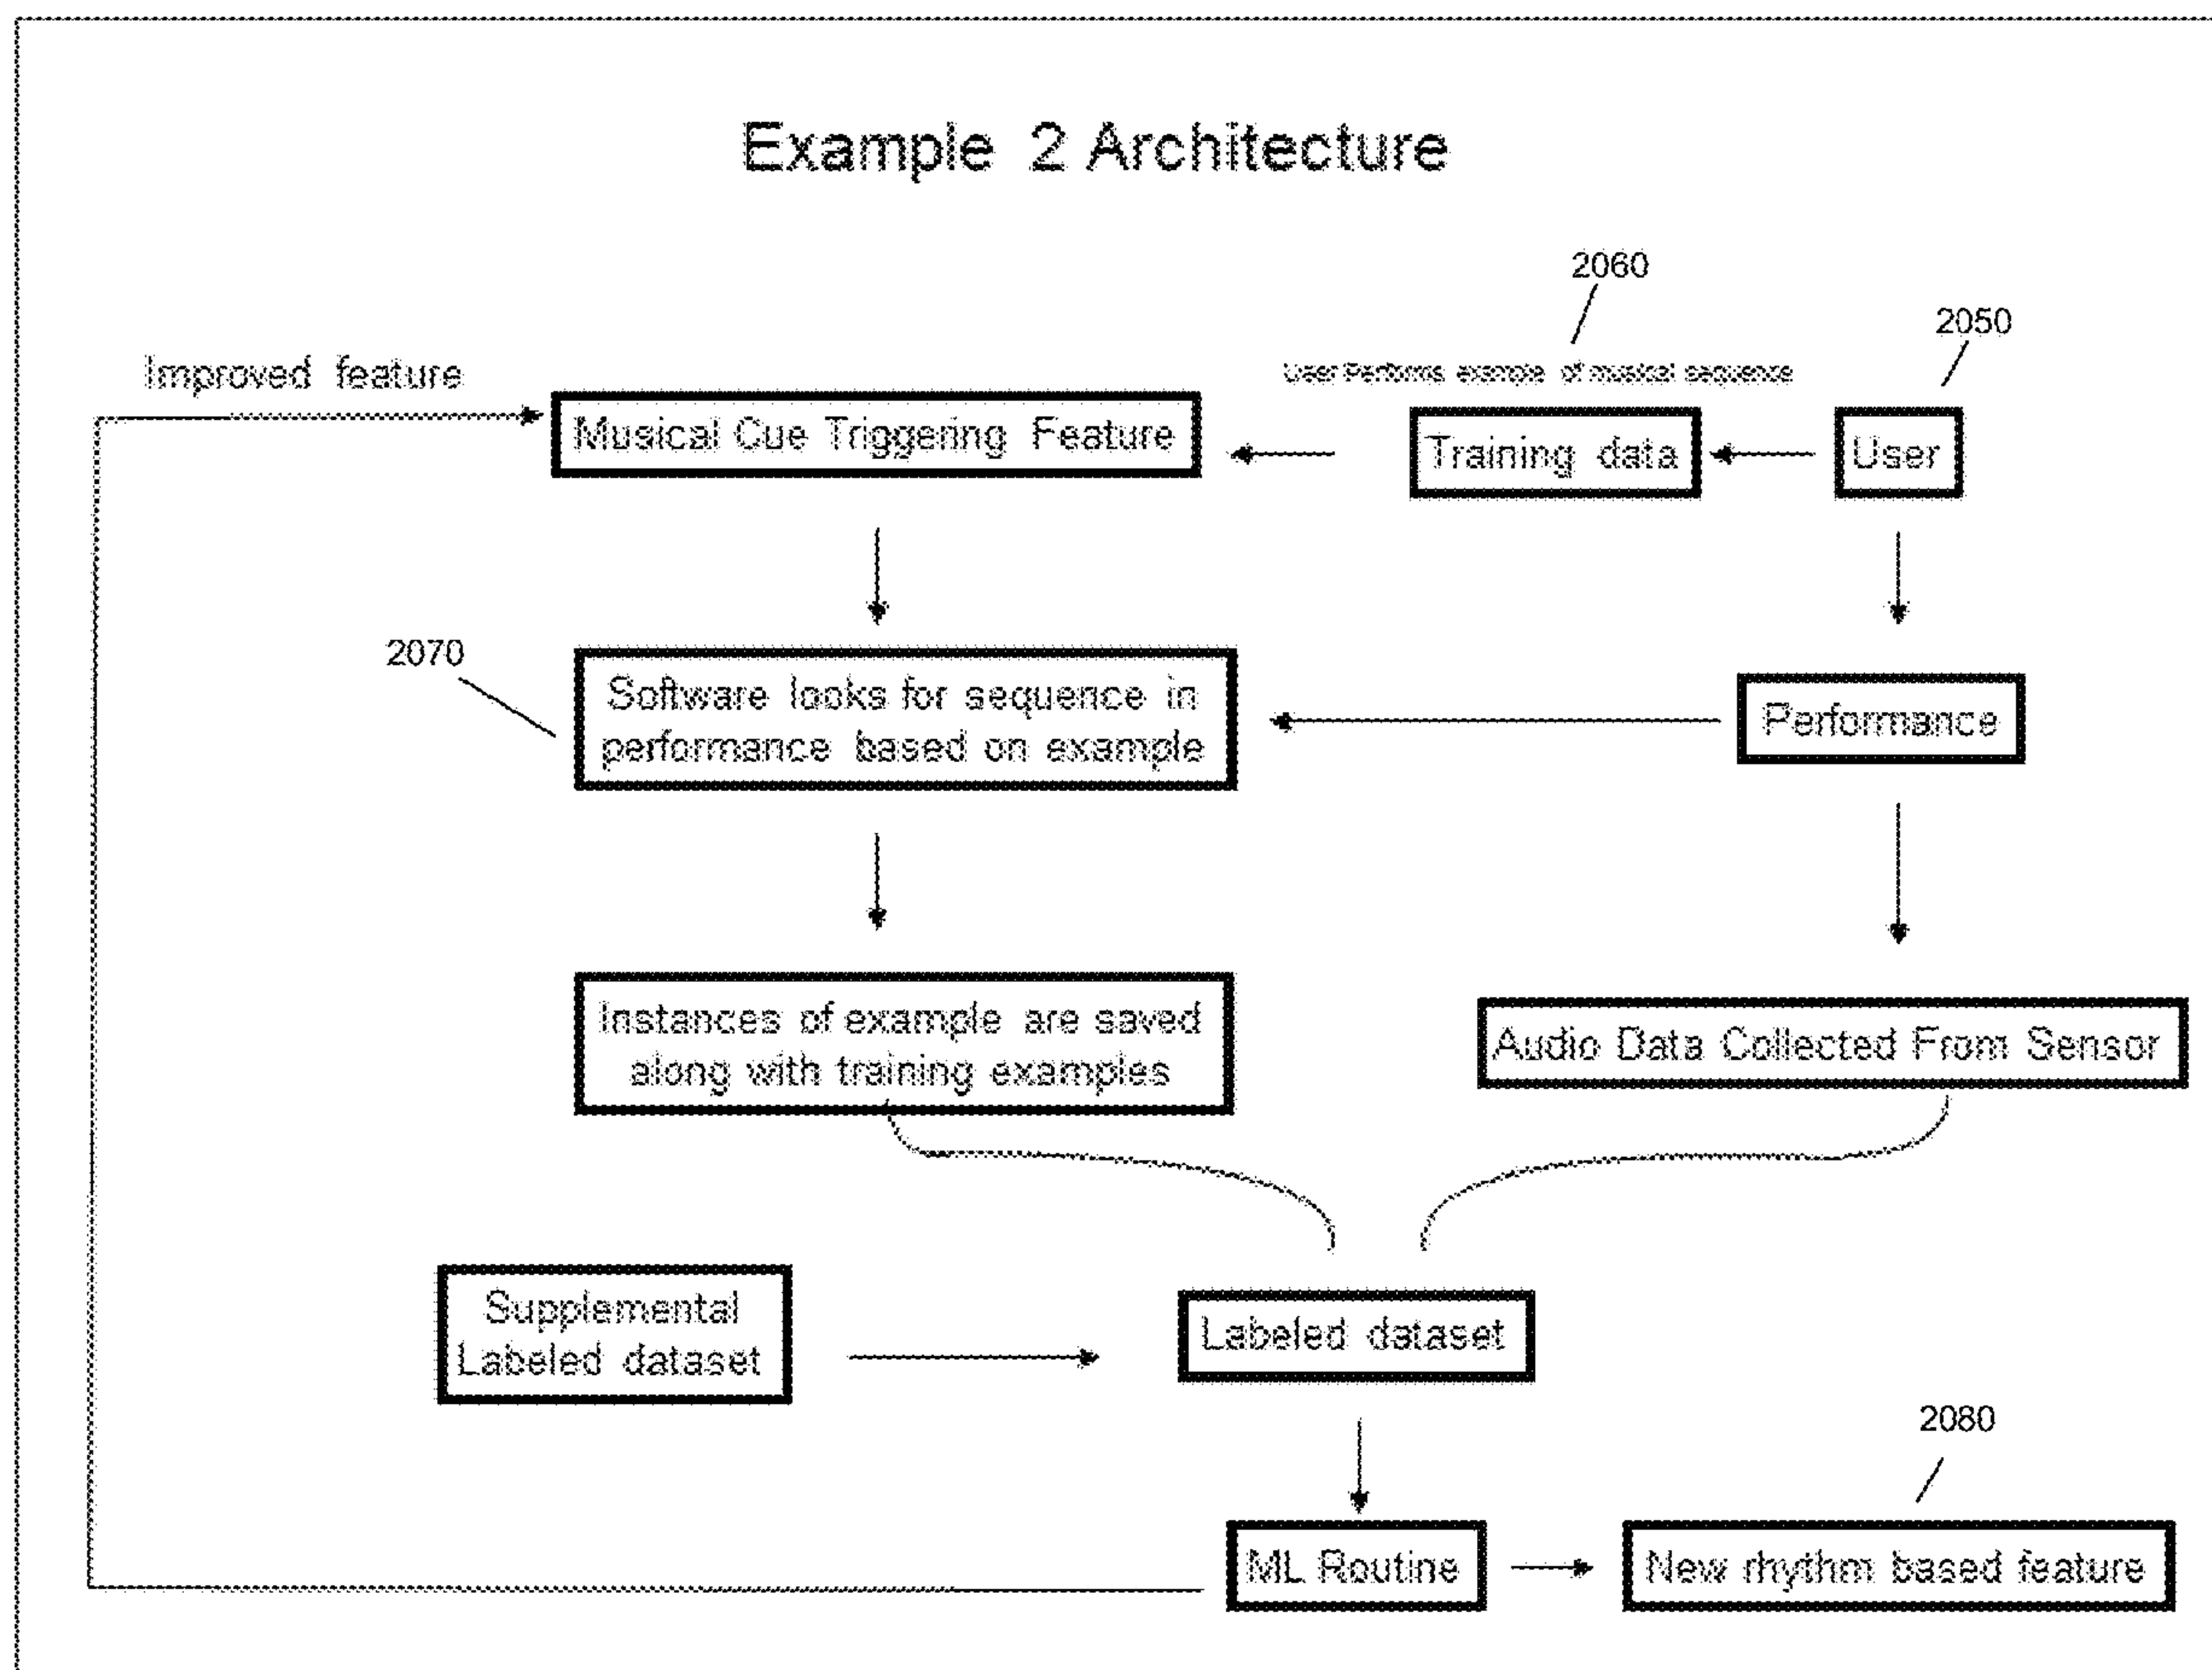 Example 2 Architecture
2060
2050
Improved feature
User Performs example of musical sequence
Musical Cue Triggering Feature
Training data
User
2070
Software looks for sequence in
performance based on example
Performance
Instances of example are saved
along with training examples
Audio Data Collected From Sensor
Supplemental
Labeled dataset
Labeled dataset
2080
ML Routine
New rhythm based feature